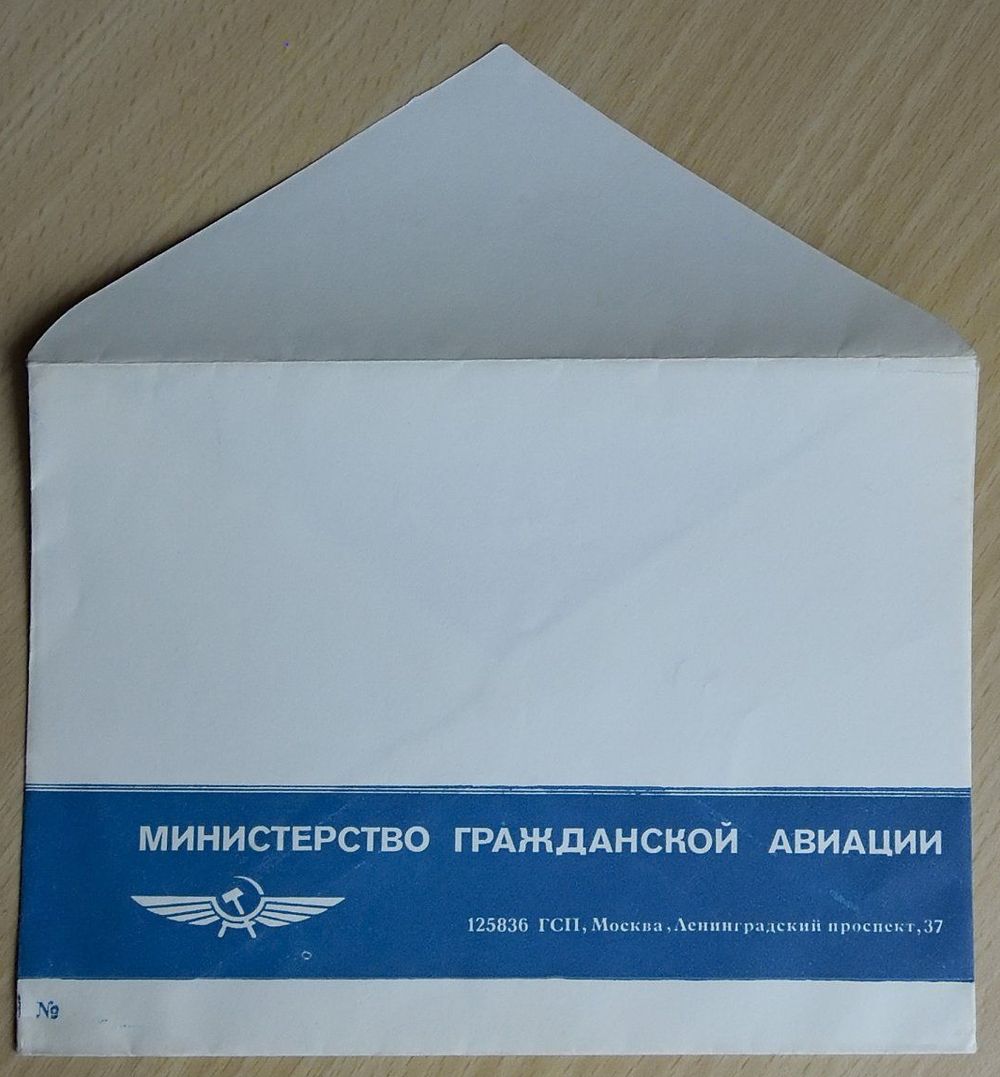 МИНИСТЕРСТВО ГРАЖДАНСКОЙ АВИАЦИИ
125836 ГСП, Москва, Ленинградский проспект, 37
№